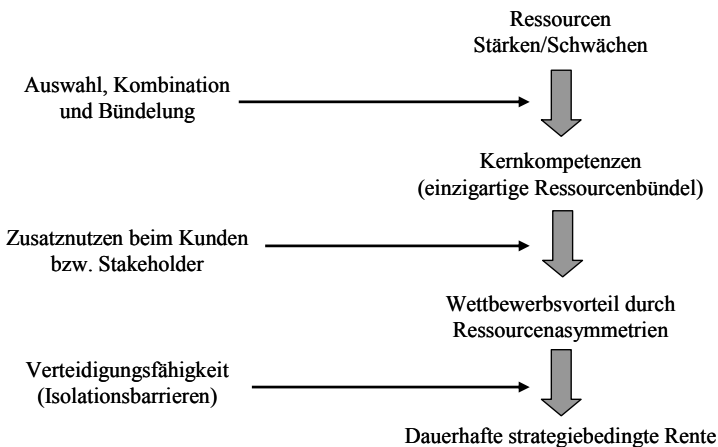 Ressourcen
Stärken/Schwächen
Auswahl, Kombination
und Bündelung
Kernkompetenzen
(einzigartige Ressourcenbündel)
Zusatznutzen beim Kunden
bzw. Stakeholder
Wettbewerbsvorteil durch
Ressourcenasymmetrien
Verteidigungsfähigkeit
(Isolationsbarrieren)
Dauerhafte strategiebedingte Rente